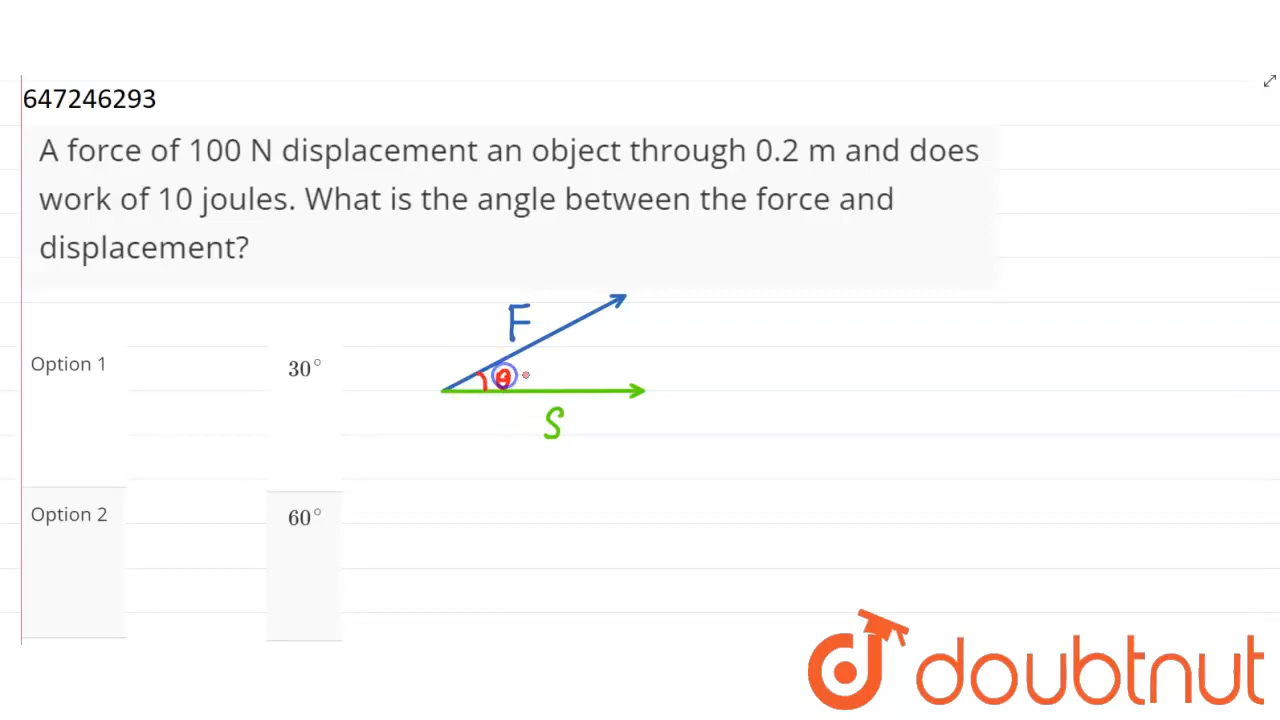 647246293
A force of 100 N displacement an object through 0.2 m and does
work of 10 joules. What is the angle between the force and
displacement?
F
Option 1 30°
θ
S
Option 2 60°
doubtnut